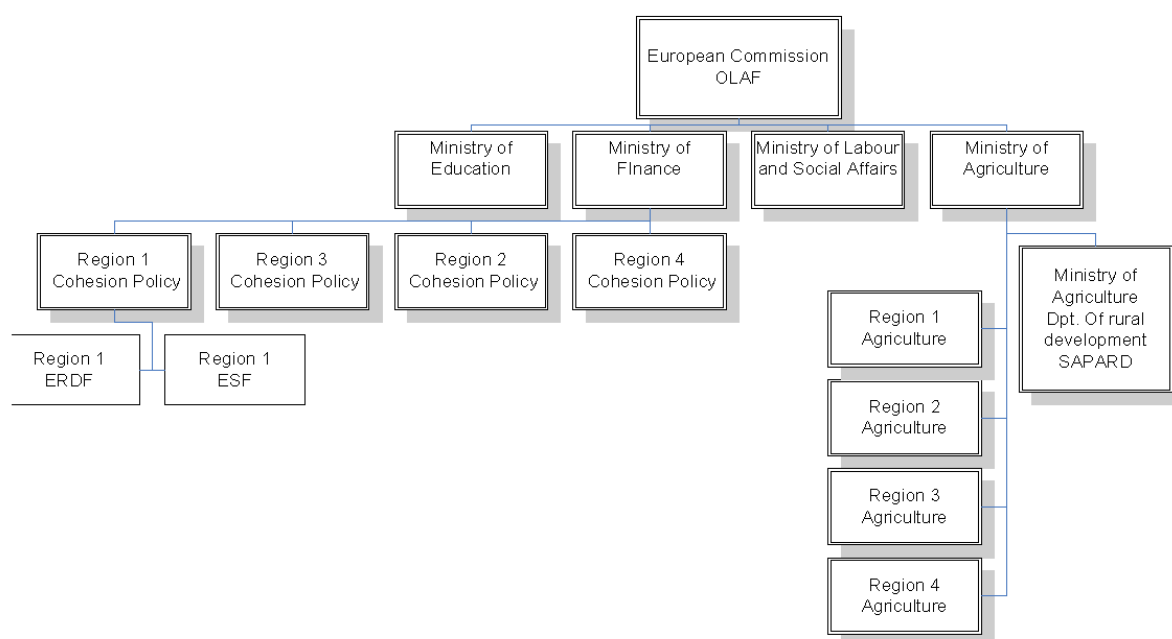 European Commission
OLAF
Ministry of
Education
Ministry of
FInance
Ministry of Labour
and Social Affairs
Ministry of
Agriculture
Region 1
Cohesion Policy
Region 3
Cohesion Policy
Region 2
Cohesion Policy
Region 4
Cohesion Policy
Ministry of
Agriculture
Dpt. Of rural
development
SAPARD
Region 1
ERDF
Region 1
ESF
Region 1
Agriculture
Region 2
Agriculture
Region 3
Agriculture
Region 4
Agriculture